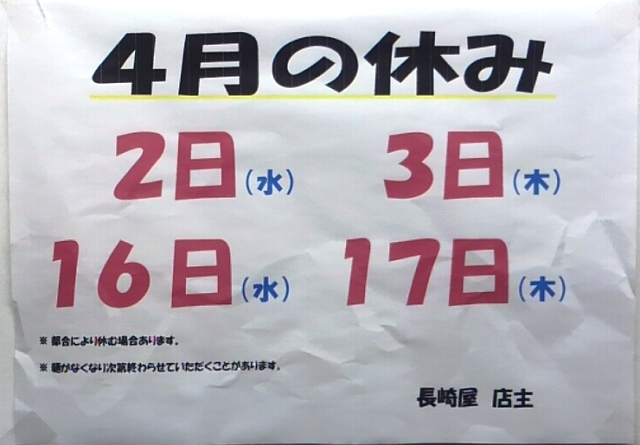 4月の休み
2日(水) 3日(木)
16日(水) 17日(木)
※ 都合により休む場合あります。
※ 麺がなくなり次第終わらせていただくことがあります。
長崎屋 店主